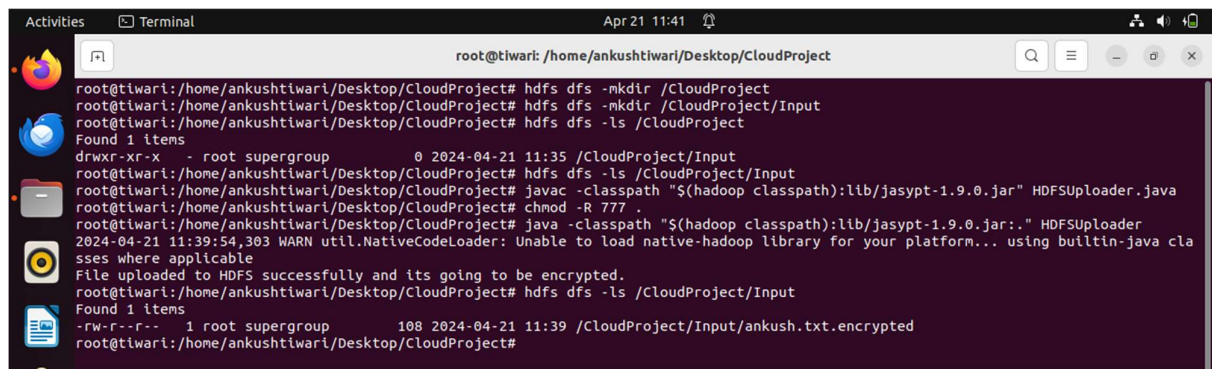 Activities Terminal Apr 21 11:41
root@tiwari: /home/ankushtiwari/Desktop/CloudProject
root@tiwari:/home/ankushtiwari/Desktop/CloudProject# hdfs dfs -mkdir /CloudProject
root@tiwari:/home/ankushtiwari/Desktop/CloudProject# hdfs dfs -mkdir /CloudProject/Input
root@tiwari:/home/ankushtiwari/Desktop/CloudProject# hdfs dfs -ls /CloudProject
Found 1 items
drwxr-xr-x   - root supergroup          0 2024-04-21 11:35 /CloudProject/Input
root@tiwari:/home/ankushtiwari/Desktop/CloudProject# hdfs dfs -ls /CloudProject/Input
root@tiwari:/home/ankushtiwari/Desktop/CloudProject# javac -classpath "$(hadoop classpath):lib/jasypt-1.9.0.jar" HDFSUploader.java
root@tiwari:/home/ankushtiwari/Desktop/CloudProject# chmod -R 777 .
root@tiwari:/home/ankushtiwari/Desktop/CloudProject# java -classpath "$(hadoop classpath):lib/jasypt-1.9.0.jar:." HDFSUploader
2024-04-21 11:39:54,303 WARN util.NativeCodeLoader: Unable to load native-hadoop library for your platform... using builtin-java cla
sses where applicable
File uploaded to HDFS successfully and its going to be encrypted.
root@tiwari:/home/ankushtiwari/Desktop/CloudProject# hdfs dfs -ls /CloudProject/Input
Found 1 items
-rw-r--r--   1 root supergroup        108 2024-04-21 11:39 /CloudProject/Input/ankush.txt.encrypted
root@tiwari:/home/ankushtiwari/Desktop/CloudProject#